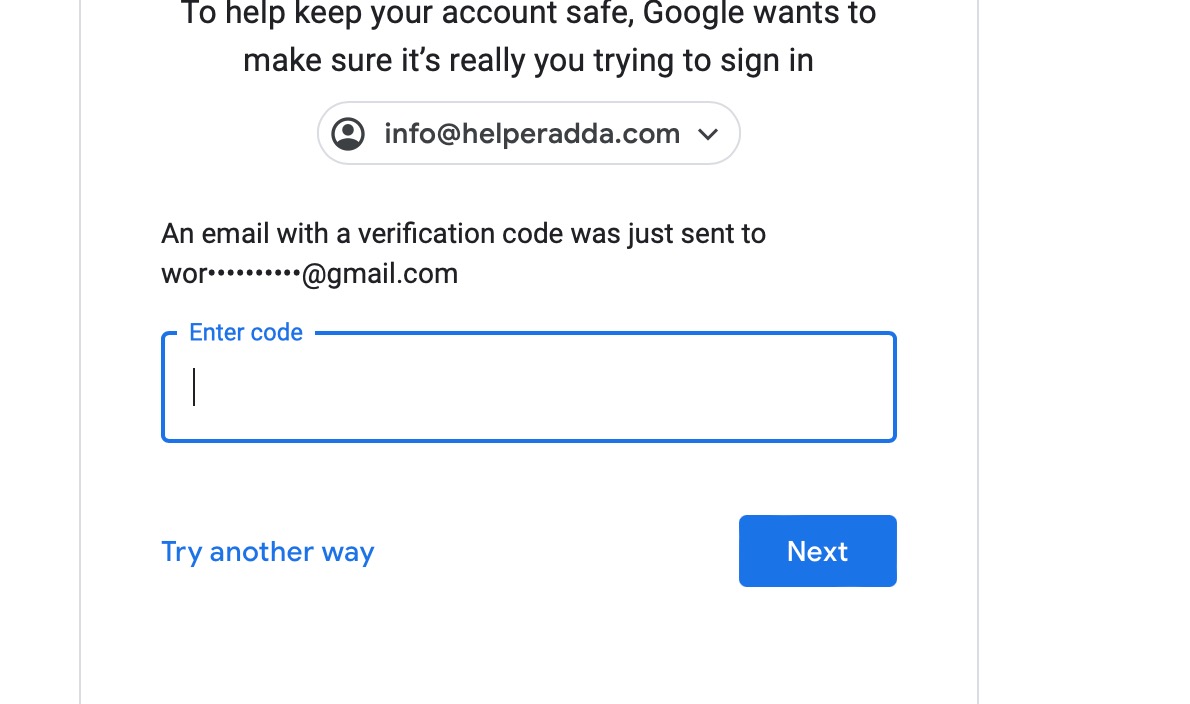 To help keep your account safe, Google wants to
make sure it’s really you trying to sign in
info@helperadda.com
An email with a verification code was just sent to
wor••••••••••@gmail.com
Enter code
Try another way
Next